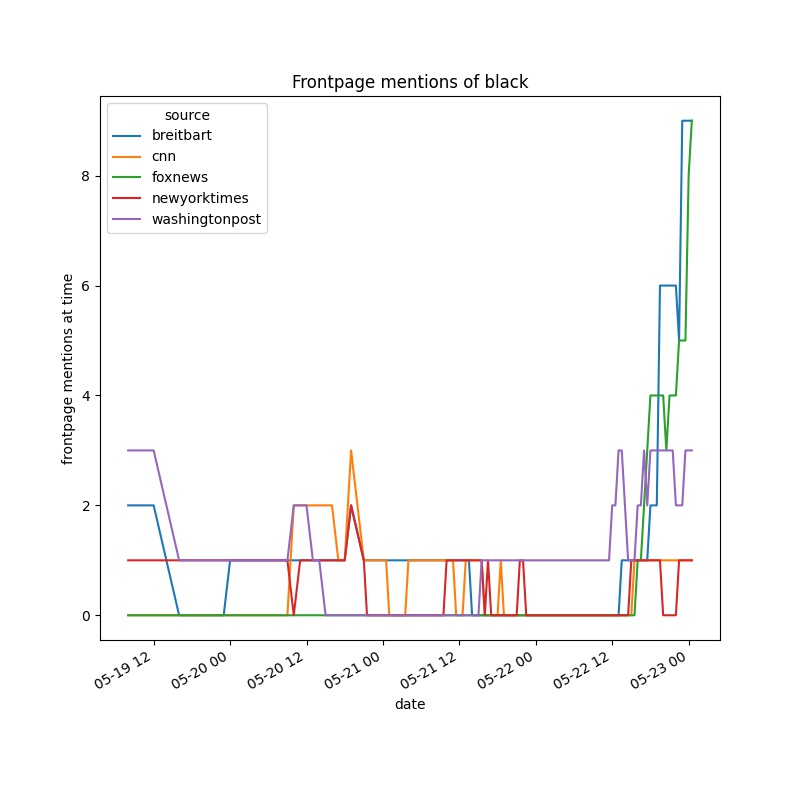 Frontpage mentions of black
source
breitbart
cnn
foxnews
newyorktimes
washingtonpost
frontpage mentions at time
8
6
4
2
0
05-19 12
05-20 00
05-20 12
05-21 00
05-21 12
05-22 00
05-22 12
05-23 00
date